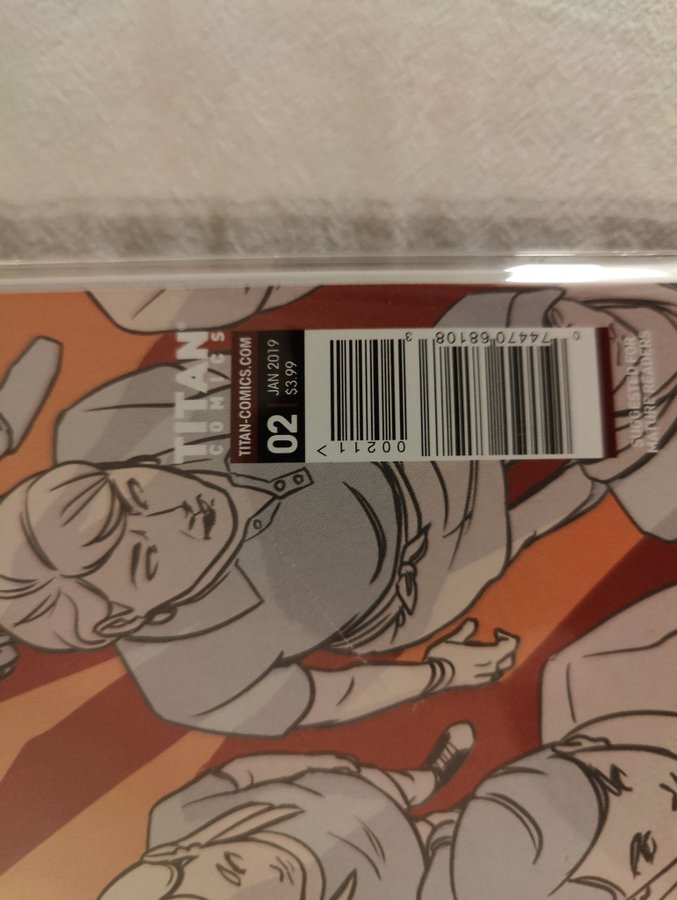 TITAN®
COMICS
TITAN-COMICS.COM
02
JAN 2019
$3.99
00211 >
0 74470 68108 3
SUGGESTED FOR
MATURE READERS